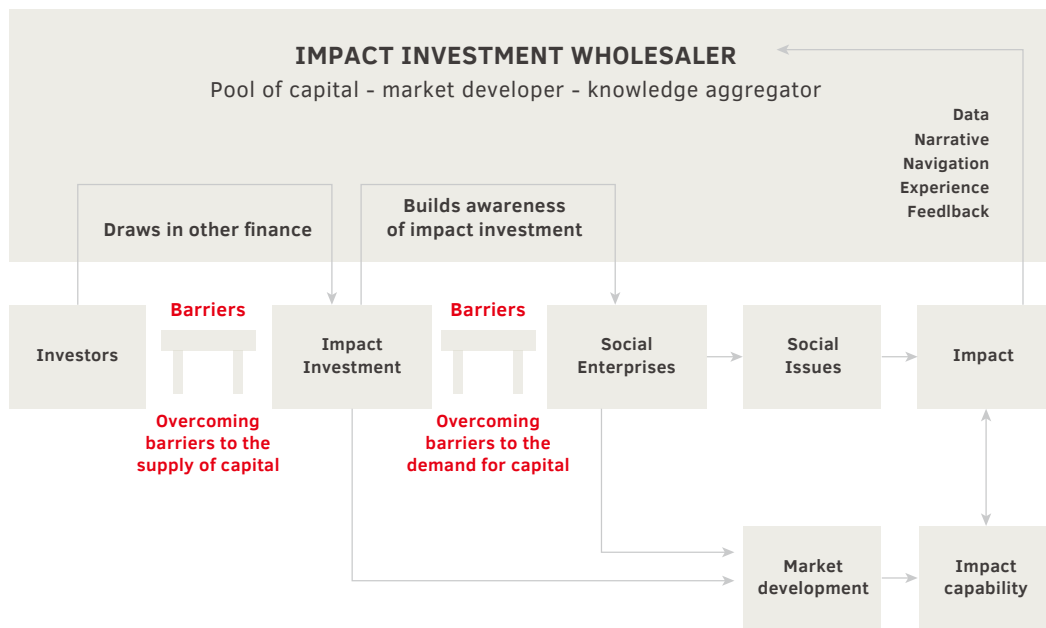 IMPACT INVESTMENT WHOLESALER
Pool of capital - market developer - knowledge aggregator
Data
Narrative
Navigation
Experience
Feedlback
Draws in other finance
Builds awareness
of impact investment
Investors
Barriers
Overcoming
barriers to the
supply of capital
Impact
Investment
Barriers
Overcoming
barriers to the
demand for capital
Social
Enterprises
Social
Issues
Impact
Market
development
Impact
capability